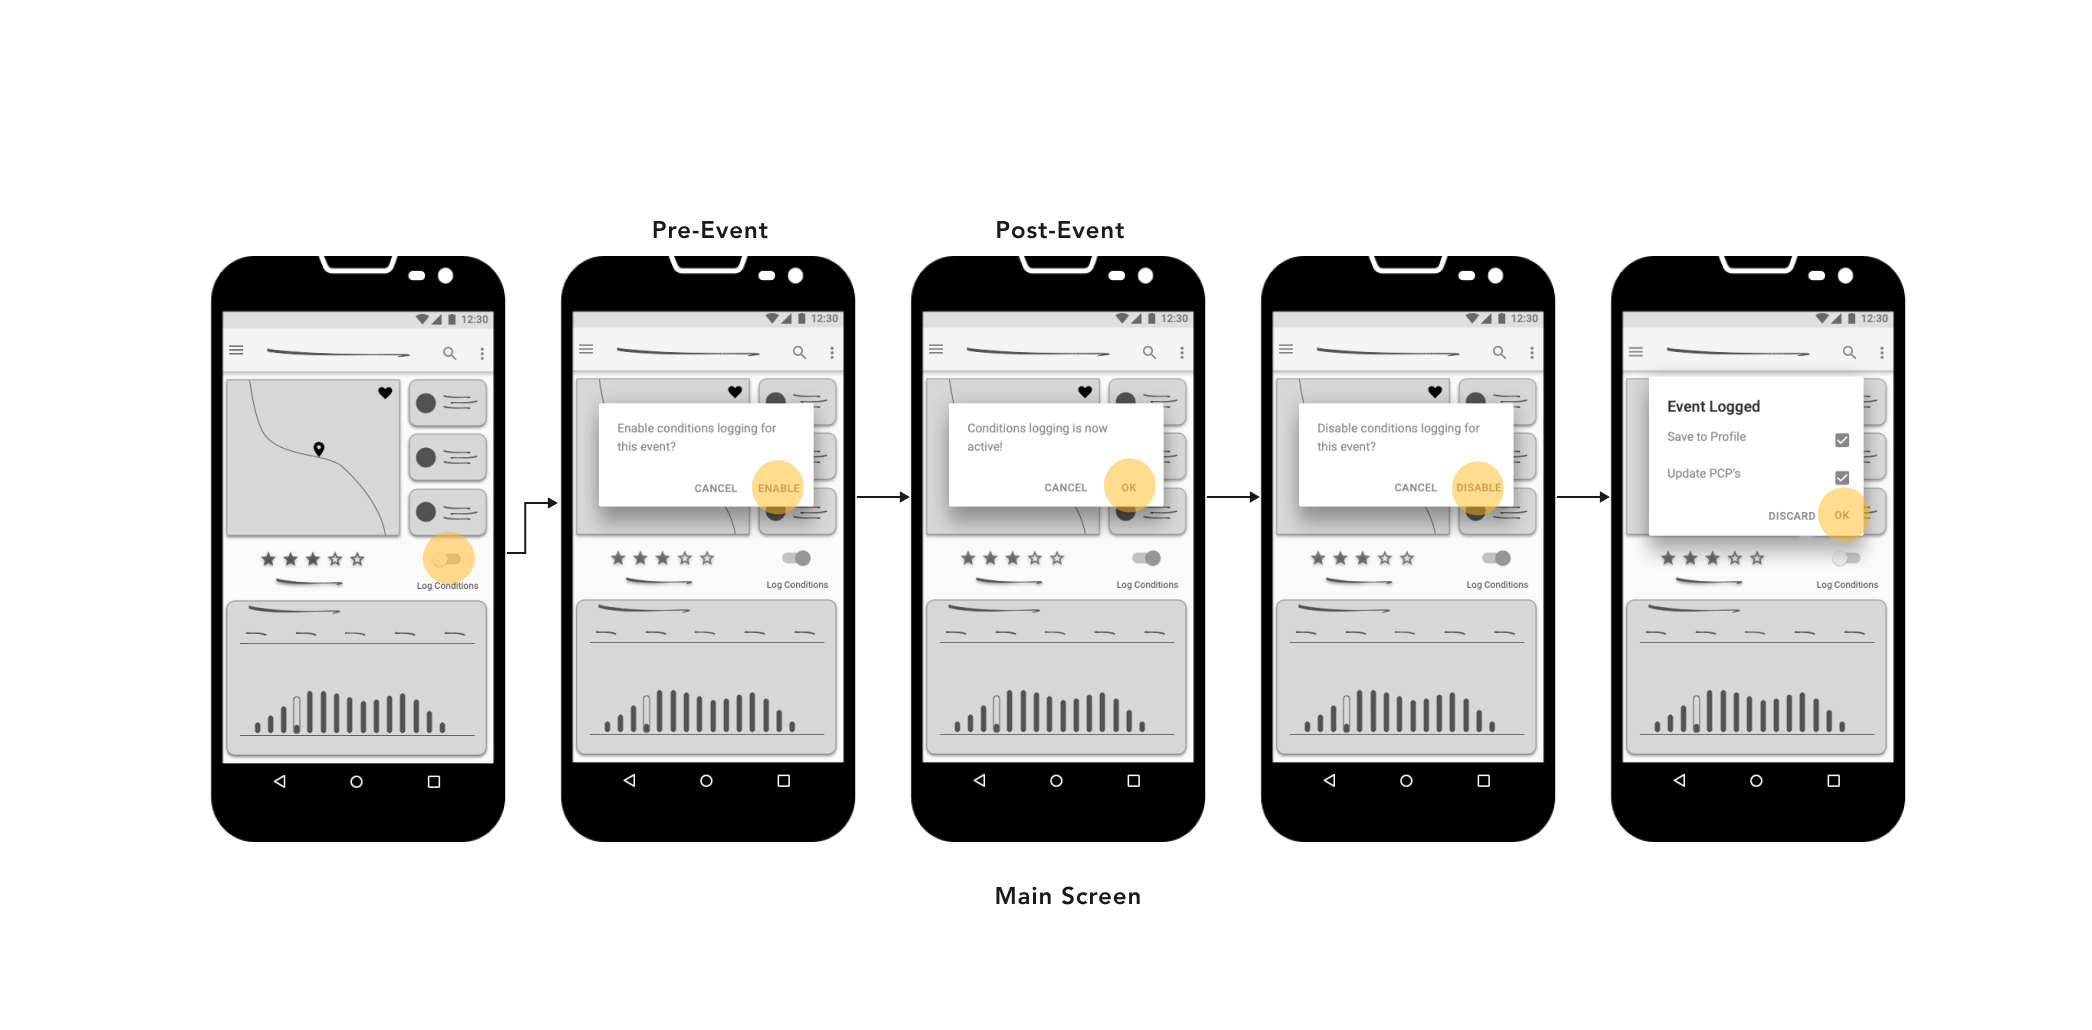 Pre-Event
Post-Event
12:30
Log Conditions
12:30
Enable conditions logging for
this event?
CANCEL ENABLE
Log Conditions
12:30
Conditions logging is now
active!
CANCEL OK
Log Conditions
12:30
Disable conditions logging for
this event?
CANCEL DISABLE
Log Conditions
12:30
Event Logged
Save to Profile
Update PCP's
DISCARD OK
Log Conditions
Main Screen